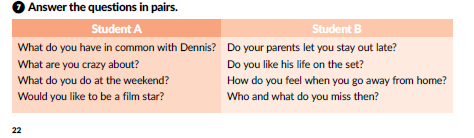 7 Answer the questions in pairs.
Student A Student B
What do you have in common with Dennis? Do your parents let you stay out late?
What are you crazy about? Do you like his life on the set?
What do you do at the weekend? How do you feel when you go away from home?
Would you like to be a film star? Who and what do you miss then?
22